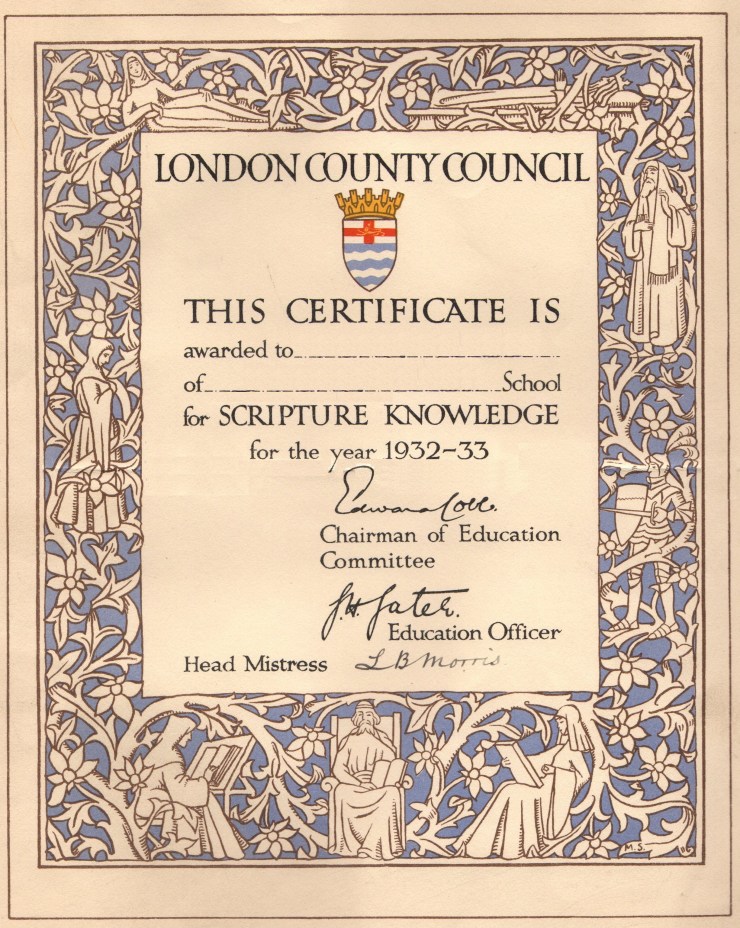 LONDON COUNTY COUNCIL
THIS CERTIFICATE IS
awarded to
of School
for SCRIPTURE KNOWLEDGE
for the year 1932-33
Chairman of Education
Committee
Education Officer
Head Mistress L B Morris
M.S.